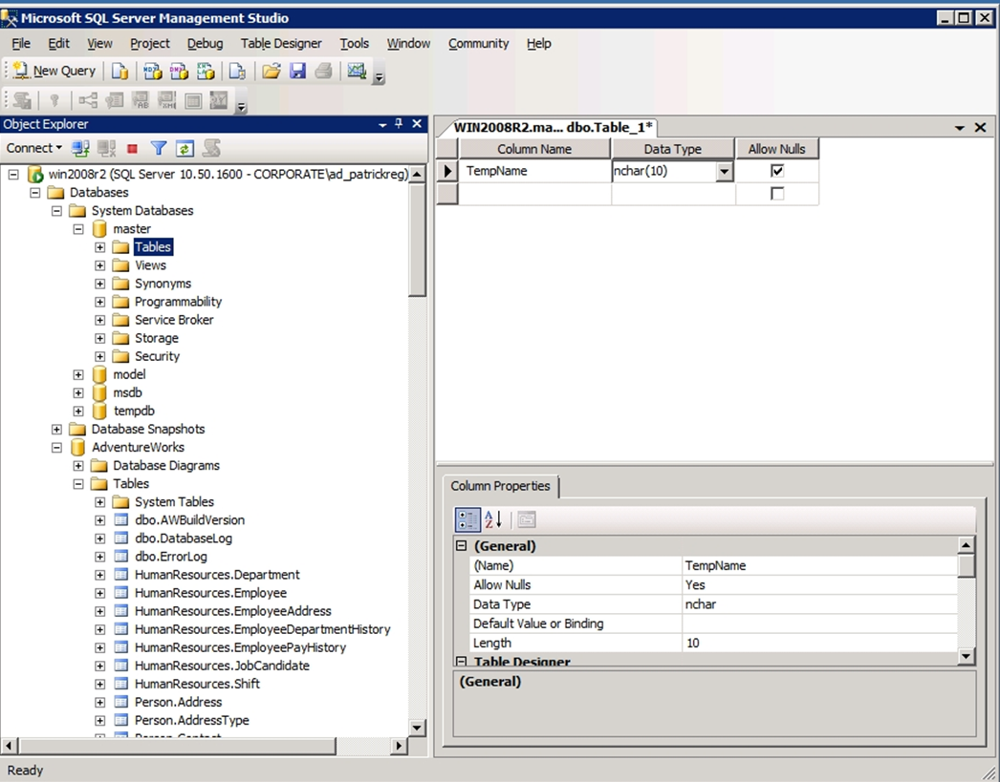 Microsoft SQL Server Management Studio
File Edit View Project Debug Table Designer Tools Window Community Help
New Query
Object Explorer
Connect
win2008r2 (SQL Server 10.50.1600 - CORPORATE\ad_patrickreg)
Databases
System Databases
master
Tables
Views
Synonyms
Programmability
Service Broker
Storage
Security
model
msdb
tempdb
Database Snapshots
AdventureWorks
Database Diagrams
Tables
System Tables
dbo.AWBuildVersion
dbo.DatabaseLog
dbo.ErrorLog
HumanResources.Department
HumanResources.Employee
HumanResources.EmployeeAddress
HumanResources.EmployeeDepartmentHistory
HumanResources.EmployeePayHistory
HumanResources.JobCandidate
HumanResources.Shift
Person.Address
Person.AddressType
WIN2008R2.ma... dbo.Table_1*
Column Name Data Type Allow Nulls
TempName nchar(10)
Column Properties
(General)
(Name) TempName
Allow Nulls Yes
Data Type nchar
Default Value or Binding
Length 10
Table Designer
(General)
Ready